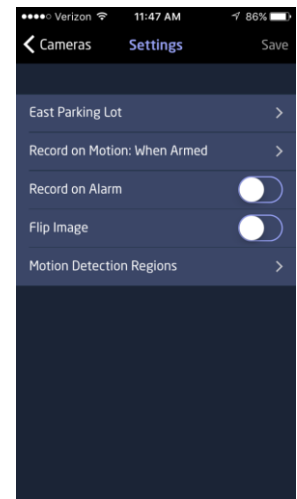 Verizon 11:47 AM 86%
Cameras Settings Save
East Parking Lot
Record on Motion: When Armed
Record on Alarm
Flip Image
Motion Detection Regions